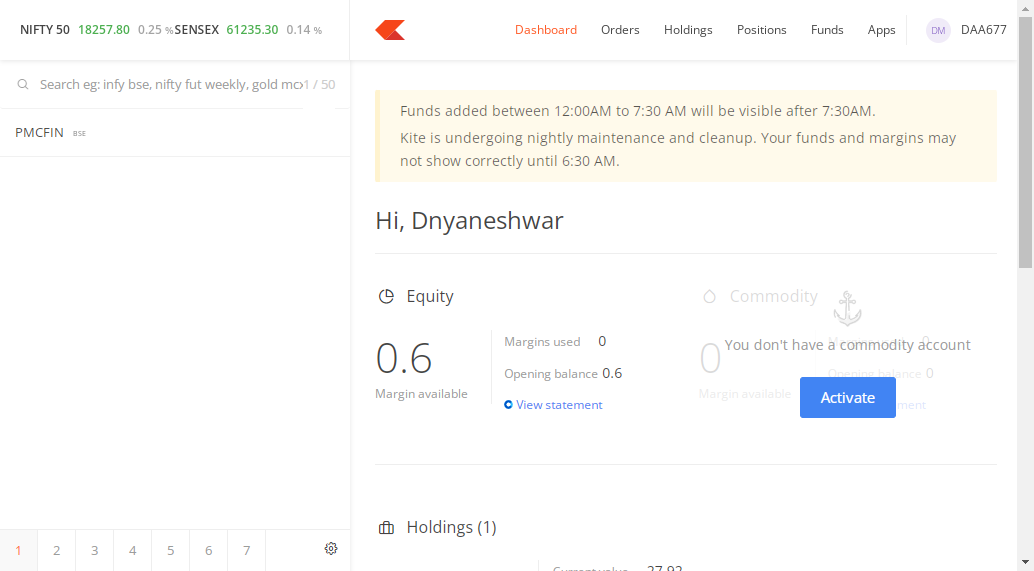 NIFTY 50 18257.80 0.25 % SENSEX 61235.30 0.14 %
Dashboard Orders Holdings Positions Funds Apps DM DAA677
Search eg: infy bse, nifty fut weekly, gold mcx 1 / 50
PMCFIN BSE
Funds added between 12:00AM to 7:30 AM will be visible after 7:30AM.
Kite is undergoing nightly maintenance and cleanup. Your funds and margins may
not show correctly until 6:30 AM.
Hi, Dnyaneshwar
Equity
0.6
Margin available
Margins used 0
Opening balance 0.6
View statement
Commodity
0
Margin available
You don't have a commodity account
0
Opening balance 0
Activate
Holdings (1)
Current value 27.92
1 2 3 4 5 6 7